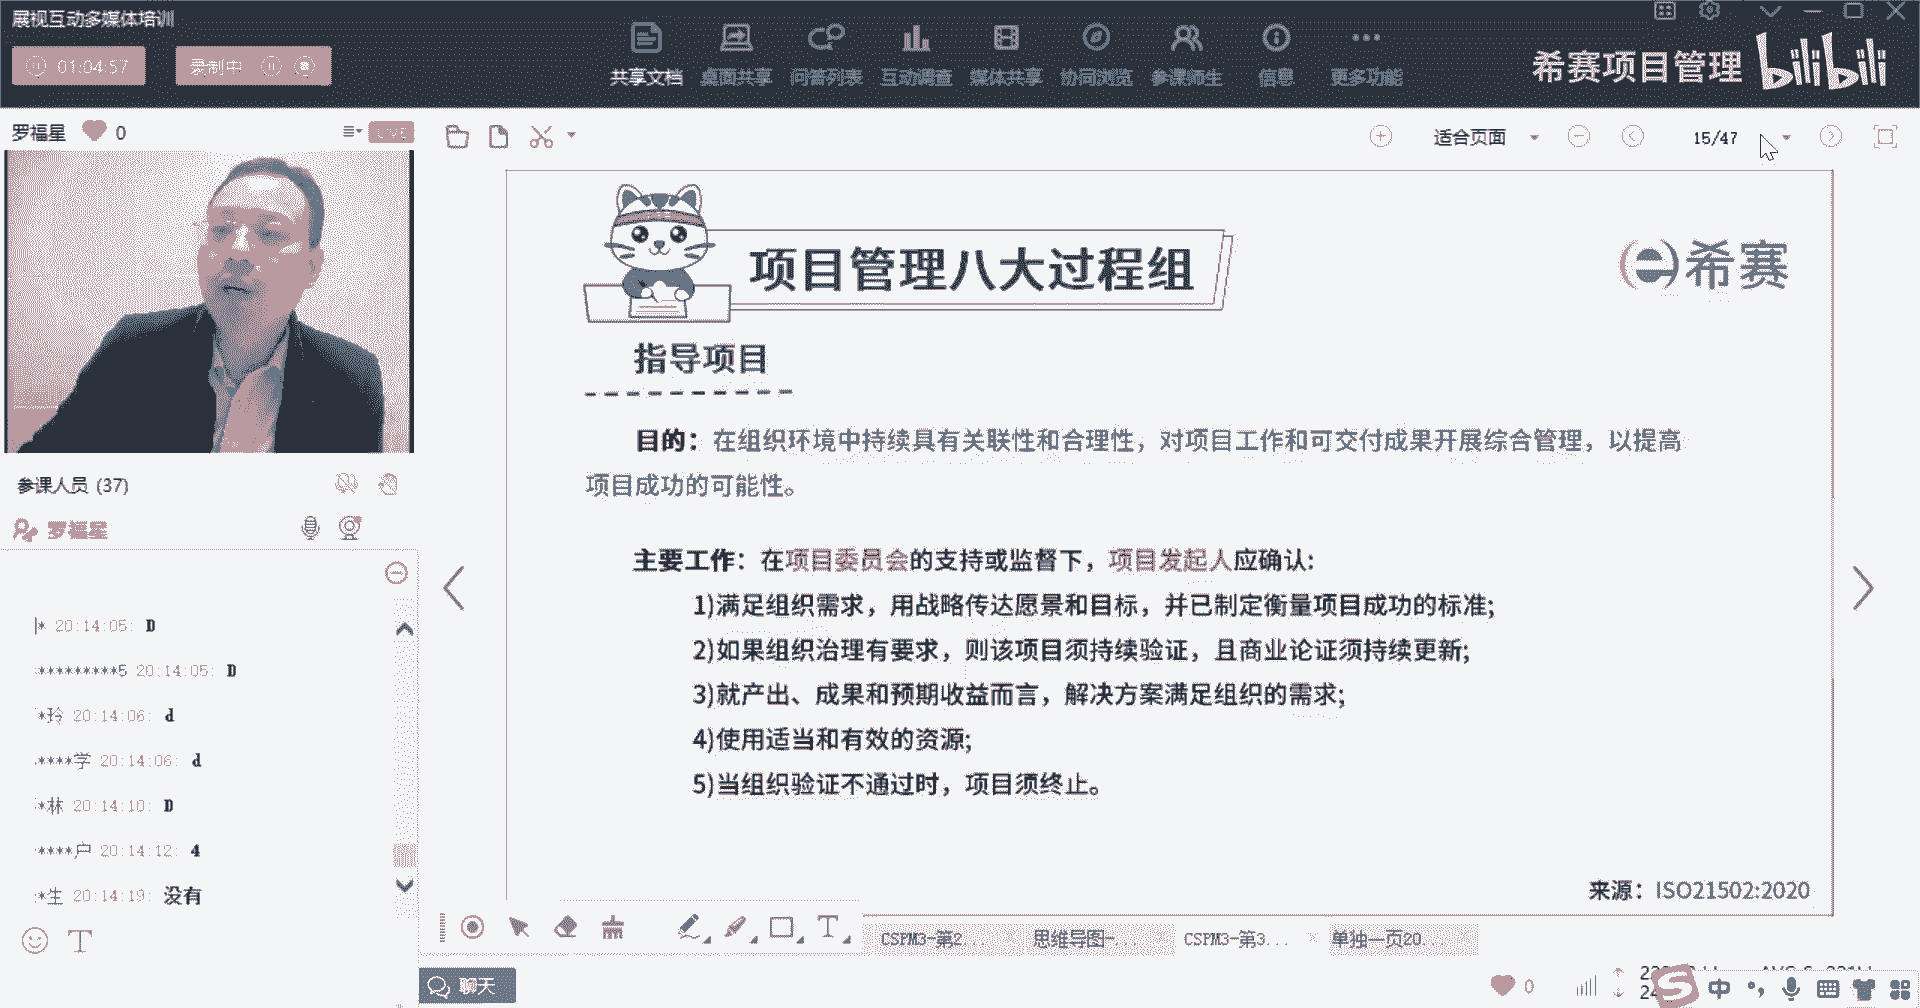 展视互动多媒体培训
01:04:57
录制中
共享文档
桌面共享
问答列表
互动调查
媒体共享
协同浏览
参课师生
信息
更多功能
希赛项目管理
bilibili
罗福星 0
LIVE
适合页面
15/47
项目管理八大过程组
希赛
指导项目
目的：在组织环境中持续具有关联性和合理性，对项目工作和可交付成果开展综合管理，以提高
项目成功的可能性。
主要工作：在项目委员会的支持或监督下，项目发起人应确认:
1)满足组织需求，用战略传达愿景和目标，并已制定衡量项目成功的标准;
2)如果组织治理有要求，则该项目须持续验证，且商业论证须持续更新;
3)就产出、成果和预期收益而言，解决方案满足组织的需求;
4)使用适当和有效的资源;
5)当组织验证不通过时，项目须终止。
来源：ISO21502:2020
参课人员 (37)
罗福星
* 20:14:05: D
*********5 20:14:05: D
*玲 20:14:06: d
****学 20:14:06: d
*林 20:14:10: D
****户 20:14:12: 4
*生 20:14:19: 没有
CSPM3-第2...
思维导图-...
CSPM3-第3...
单独一页20...
聊天
0
中